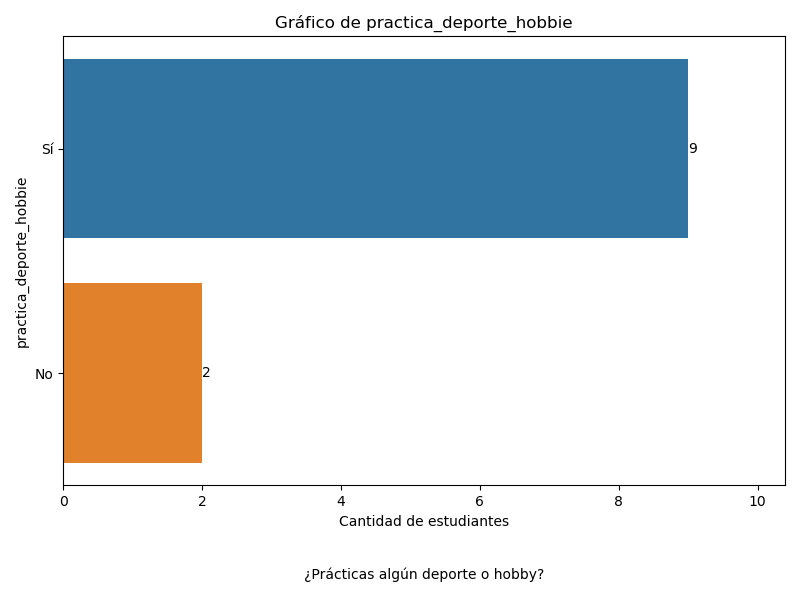 Gráfico de practica_deporte_hobbie
practica_deporte_hobbie
Sí
9
No
2
0 2 4 6 8 10
Cantidad de estudiantes
¿Prácticas algún deporte o hobby?